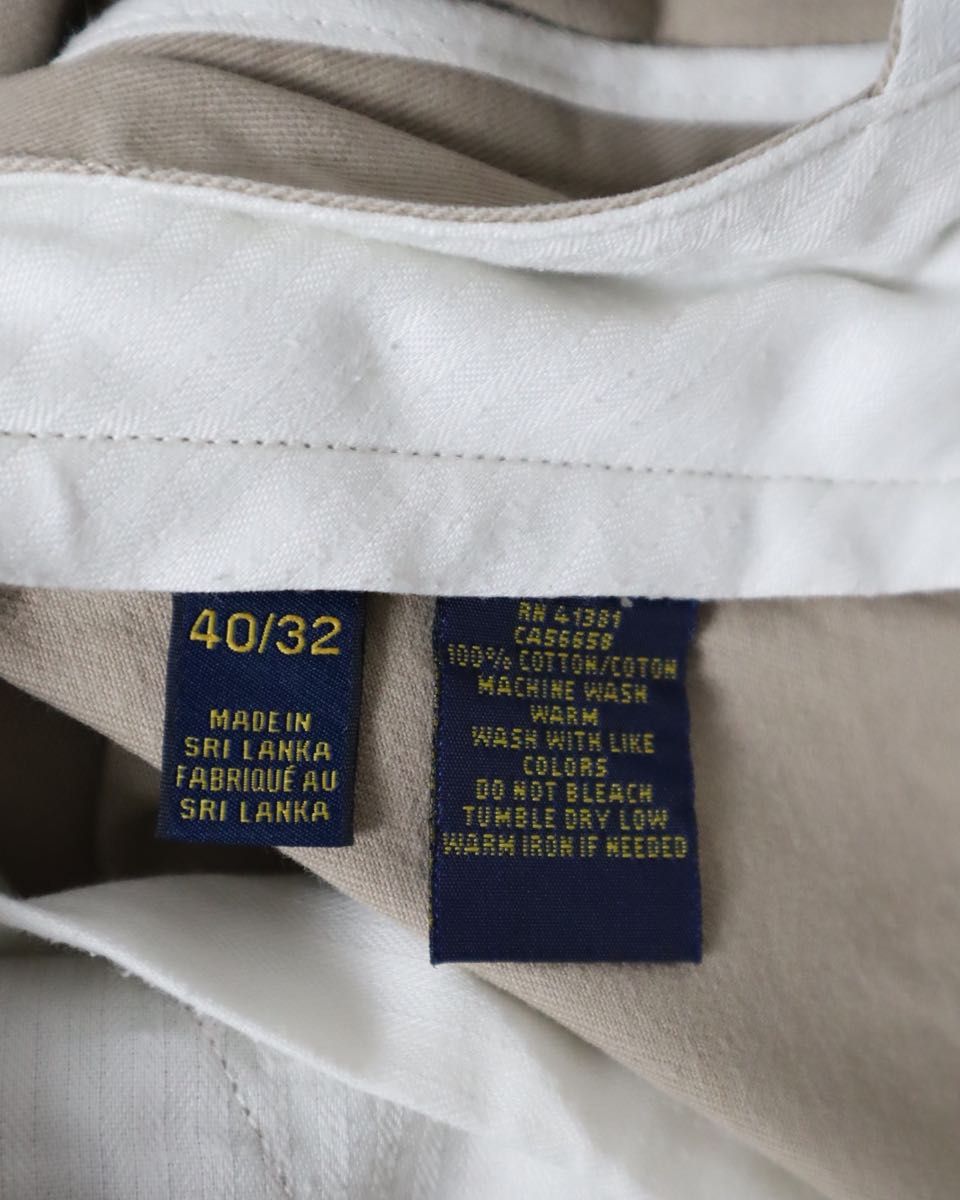 40/32
MADE IN
SRI LANKA
FABRIQUÉ AU
SRI LANKA
RN 41381
CA56658
100% COTTON/COTON
MACHINE WASH
WARM
WASH WITH LIKE
COLORS
DO NOT BLEACH
TUMBLE DRY LOW
WARM IRON IF NEEDED